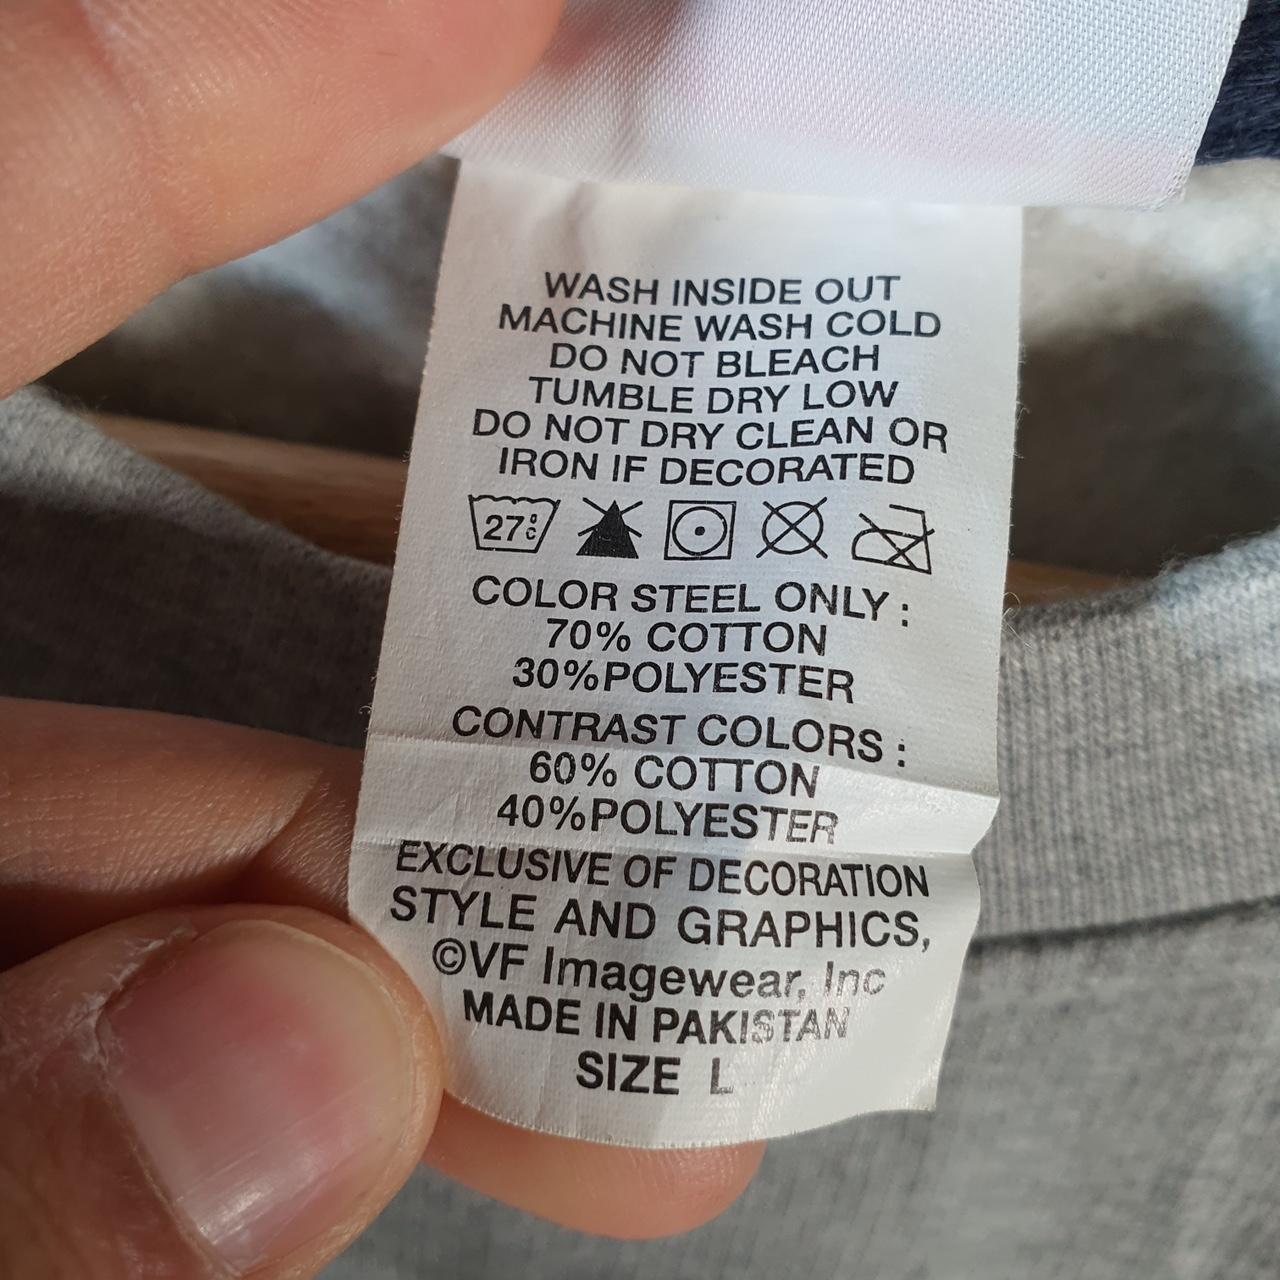 WASH INSIDE OUT
MACHINE WASH COLD
DO NOT BLEACH
TUMBLE DRY LOW
DO NOT DRY CLEAN OR
IRON IF DECORATED
27°C
COLOR STEEL ONLY :
70% COTTON
30%POLYESTER
CONTRAST COLORS :
60% COTTON
40%POLYESTER
EXCLUSIVE OF DECORATION
STYLE AND GRAPHICS,
©VF Imagewear, Inc
MADE IN PAKISTAN
SIZE L